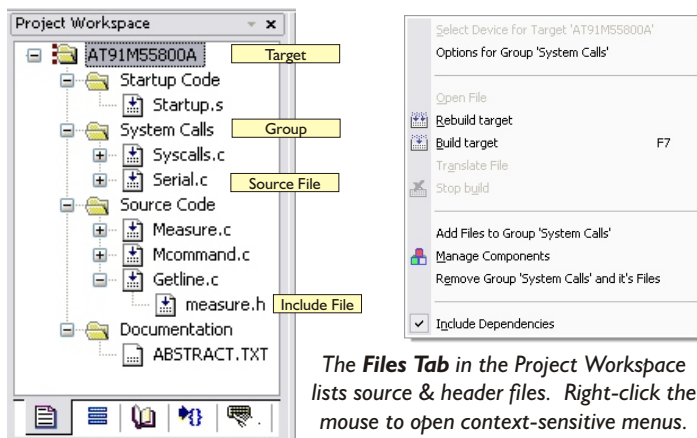 Project Workspace
AT91M55800A
Target
Startup Code
Startup.s
System Calls
Group
Syscalls.c
Serial.c
Source File
Source Code
Measure.c
Mcommand.c
Getline.c
measure.h
Include File
Documentation
ABSTRACT.TXT
Select Device for Target 'AT91M55800A'
Options for Group 'System Calls'
Open File
Rebuild target
Build target F7
Translate File
Stop build
Add Files to Group 'System Calls'
Manage Components
Remove Group 'System Calls' and it's Files
Include Dependencies
The Files Tab in the Project Workspace
lists source & header files. Right-click the
mouse to open context-sensitive menus.